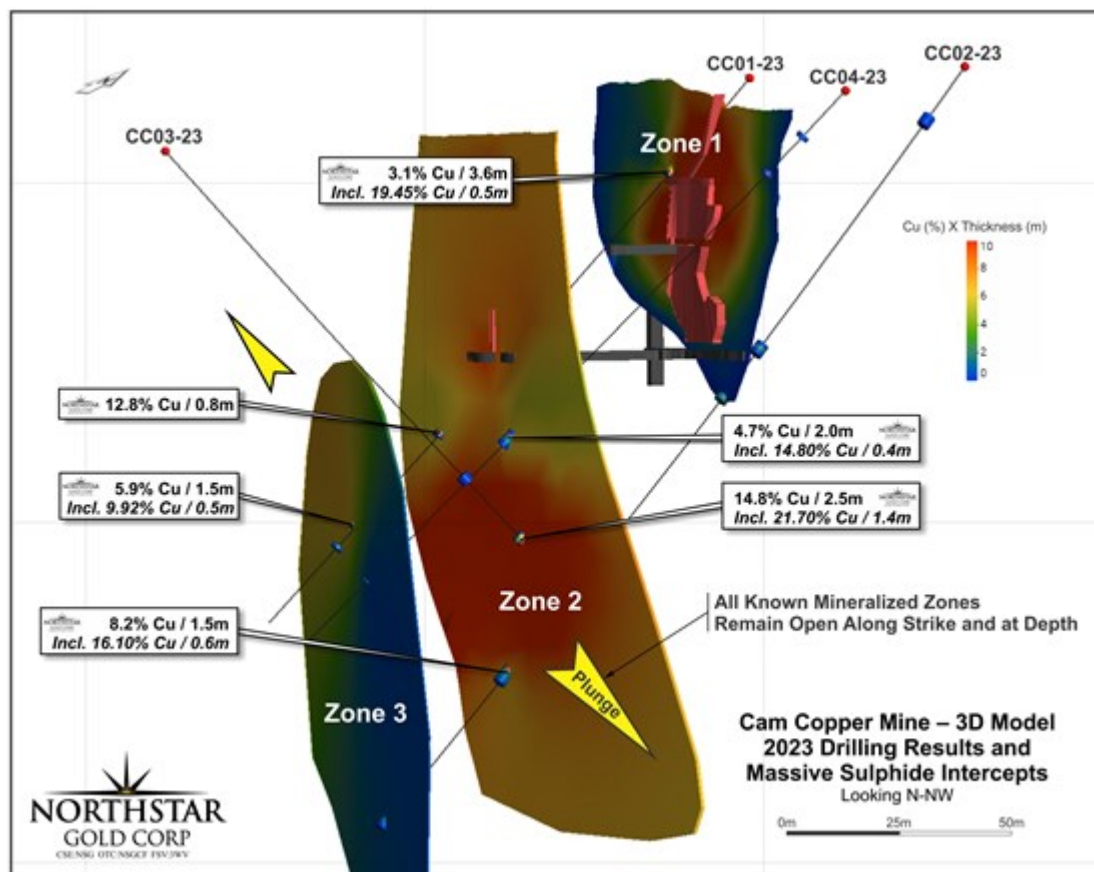 CC01-23
CC02-23
CC04-23
CC03-23
Zone 1
3.1% Cu / 3.6m
Incl. 19.45% Cu / 0.5m
Cu (%) X Thickness (m)
10
8
6
4
2
0
12.8% Cu / 0.8m
4.7% Cu / 2.0m
Incl. 14.80% Cu / 0.4m
5.9% Cu / 1.5m
Incl. 9.92% Cu / 0.5m
14.8% Cu / 2.5m
Incl. 21.70% Cu / 1.4m
Zone 2
All Known Mineralized Zones
Remain Open Along Strike and at Depth
8.2% Cu / 1.5m
Incl. 16.10% Cu / 0.6m
Plunge
Zone 3
Cam Copper Mine – 3D Model
2023 Drilling Results and
Massive Sulphide Intercepts
Looking N-NW
0m 25m 50m
NORTHSTAR
GOLD CORP
CSE:NSG OTC:NSGCF FSV:3WV